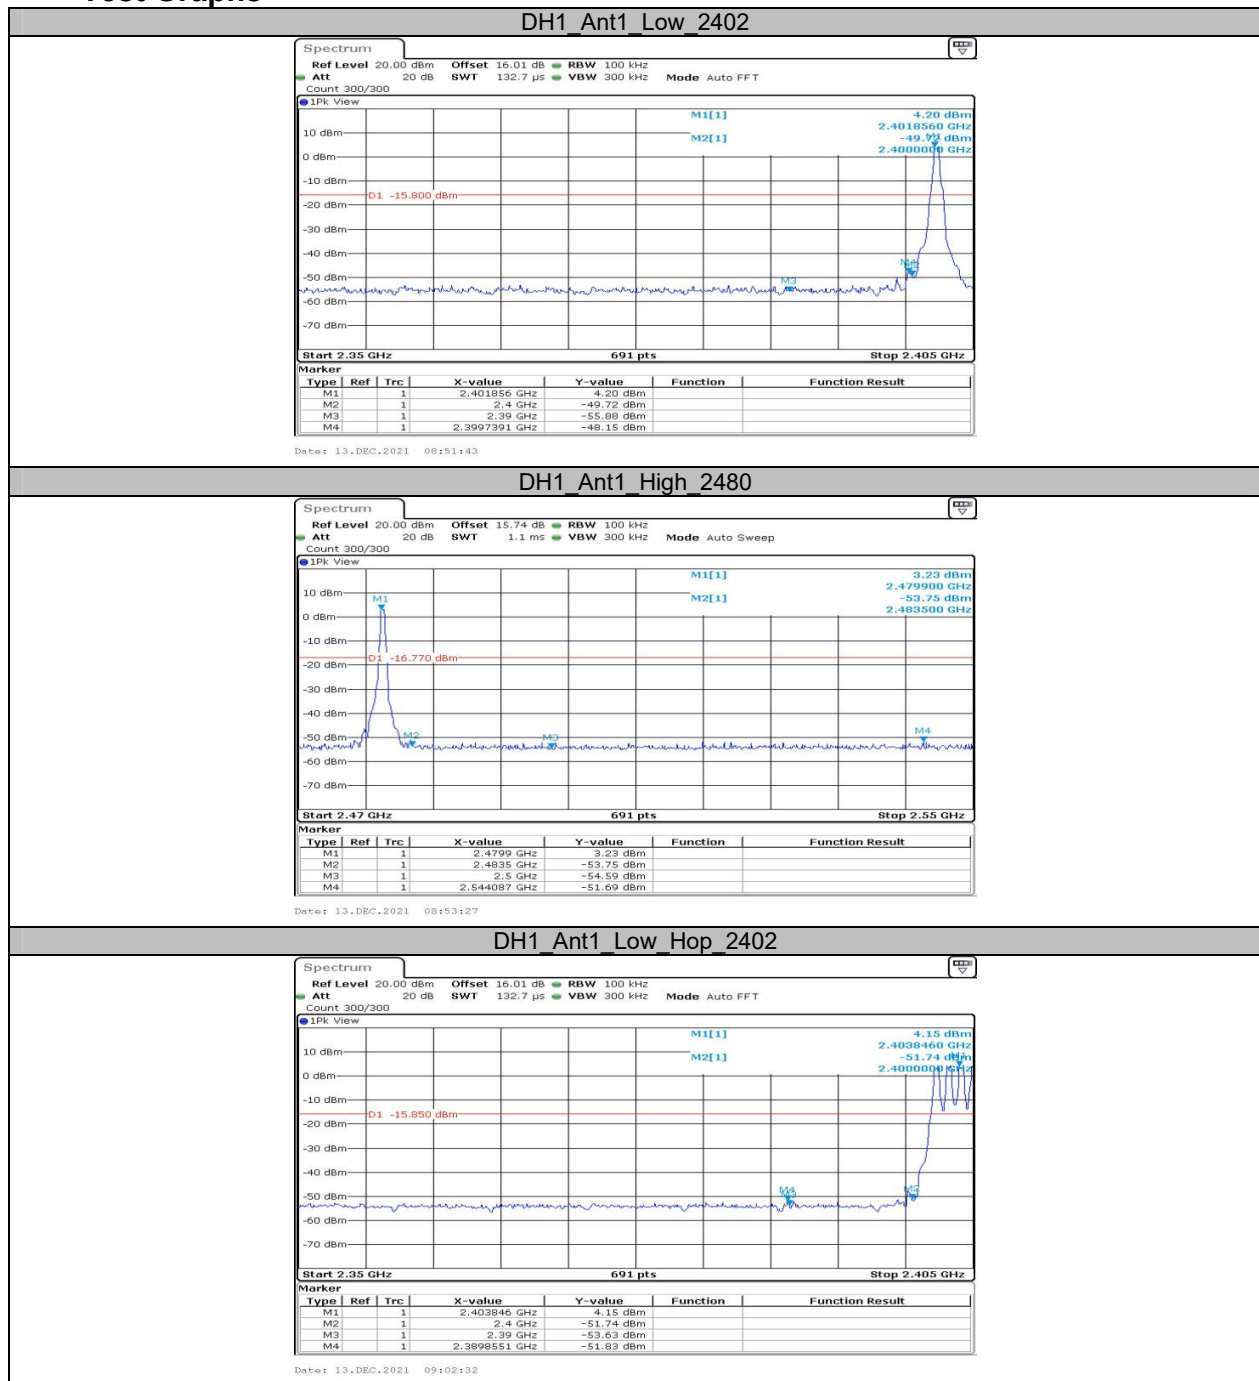 DH1_Ant1_Low_2402
Spectrum
Ref Level 20.00 dBm Offset 16.01 dB RBW 100 kHz
Att 20 dB SWT 132.7 µs VBW 300 kHz Mode Auto FFT
Count 300/300
1Pk View
M1[1] 4.20 dBm
2.4018560 GHz
10 dBm
M2[1] -49.72 dBm
M1
2.4000000 GHz
0 dBm
-10 dBm
D1 -15.800 dBm
-20 dBm
-30 dBm
-40 dBm
M4
-50 dBm
M3
-60 dBm
-70 dBm
Start 2.35 GHz 691 pts Stop 2.405 GHz
Marker
Type Ref Trc X-value Y-value Function Function Result
M1 1 2.401856 GHz 4.20 dBm
M2 1 2.4 GHz -49.72 dBm
M3 1 2.39 GHz -55.88 dBm
M4 1 2.3997391 GHz -48.15 dBm
Date: 13.DEC.2021 08:51:43
DH1_Ant1_High_2480
Spectrum
Ref Level 20.00 dBm Offset 15.74 dB RBW 100 kHz
Att 20 dB SWT 1.1 ms VBW 300 kHz Mode Auto Sweep
Count 300/300
1Pk View
M1[1] 3.23 dBm
2.479900 GHz
10 dBm
M1 M2[1] -53.75 dBm
2.483500 GHz
0 dBm
-10 dBm
D1 -16.770 dBm
-20 dBm
-30 dBm
-40 dBm
-50 dBm M2 M3 M4
-60 dBm
-70 dBm
Start 2.47 GHz 691 pts Stop 2.55 GHz
Marker
Type Ref Trc X-value Y-value Function Function Result
M1 1 2.4799 GHz 3.23 dBm
M2 1 2.4835 GHz -53.75 dBm
M3 1 2.5 GHz -54.59 dBm
M4 1 2.544087 GHz -51.69 dBm
Date: 13.DEC.2021 08:53:27
DH1_Ant1_Low_Hop_2402
Spectrum
Ref Level 20.00 dBm Offset 16.01 dB RBW 100 kHz
Att 20 dB SWT 132.7 µs VBW 300 kHz Mode Auto FFT
Count 300/300
1Pk View
M1[1] 4.15 dBm
2.4038460 GHz
10 dBm
M2[1] -51.74 dBm
M1
2.4000000 GHz
0 dBm
-10 dBm
D1 -15.850 dBm
-20 dBm
-30 dBm
-40 dBm
-50 dBm M4 M2
-60 dBm
-70 dBm
Start 2.35 GHz 691 pts Stop 2.405 GHz
Marker
Type Ref Trc X-value Y-value Function Function Result
M1 1 2.403846 GHz 4.15 dBm
M2 1 2.4 GHz -51.74 dBm
M3 1 2.39 GHz -53.63 dBm
M4 1 2.3898551 GHz -51.83 dBm
Date: 13.DEC.2021 09:02:32